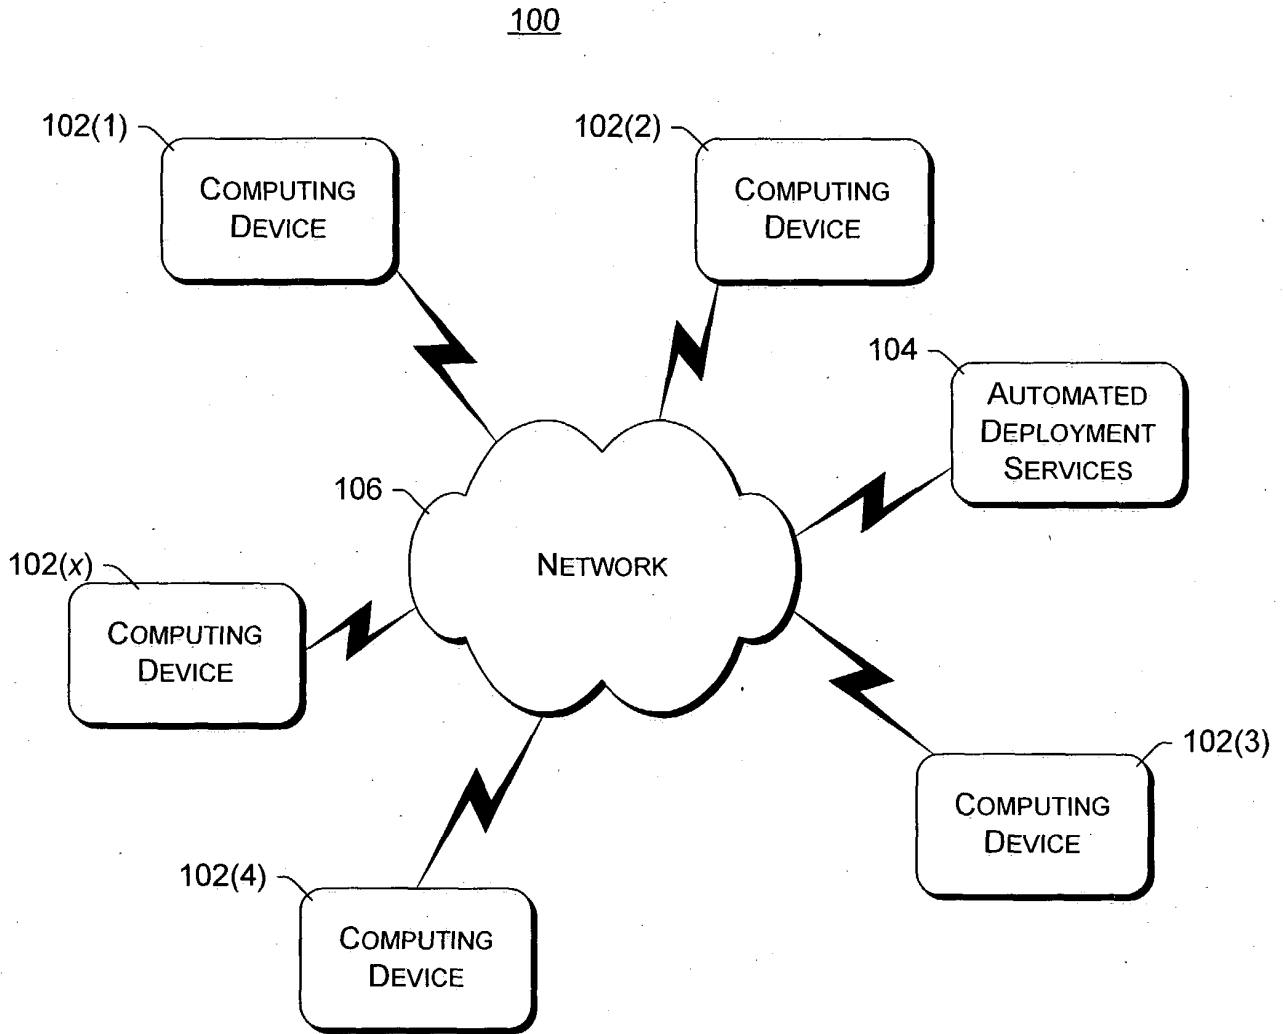 100
102(1)
COMPUTING
DEVICE
102(2)
COMPUTING
DEVICE
104
AUTOMATED
DEPLOYMENT
SERVICES
106
NETWORK
102(x)
COMPUTING
DEVICE
102(3)
COMPUTING
DEVICE
102(4)
COMPUTING
DEVICE